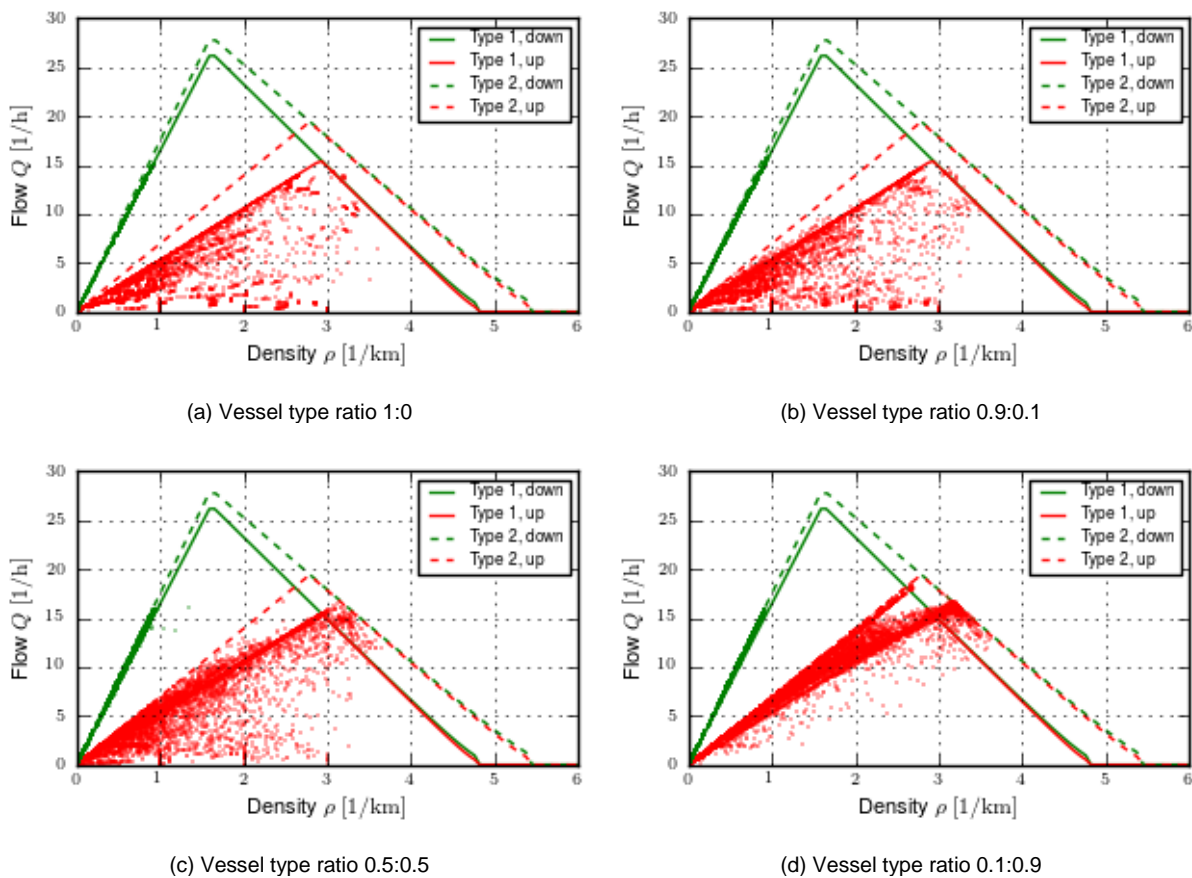 30
25
20
15
10
5
0
Flow Q [1/h]
0 1 2 3 4 5 6
Density ρ [1/km]
Type 1, down
Type 1, up
Type 2, down
Type 2, up
(a) Vessel type ratio 1:0
30
25
20
15
10
5
0
Flow Q [1/h]
0 1 2 3 4 5 6
Density ρ [1/km]
Type 1, down
Type 1, up
Type 2, down
Type 2, up
(b) Vessel type ratio 0.9:0.1
30
25
20
15
10
5
0
Flow Q [1/h]
0 1 2 3 4 5 6
Density ρ [1/km]
Type 1, down
Type 1, up
Type 2, down
Type 2, up
(c) Vessel type ratio 0.5:0.5
30
25
20
15
10
5
0
Flow Q [1/h]
0 1 2 3 4 5 6
Density ρ [1/km]
Type 1, down
Type 1, up
Type 2, down
Type 2, up
(d) Vessel type ratio 0.1:0.9